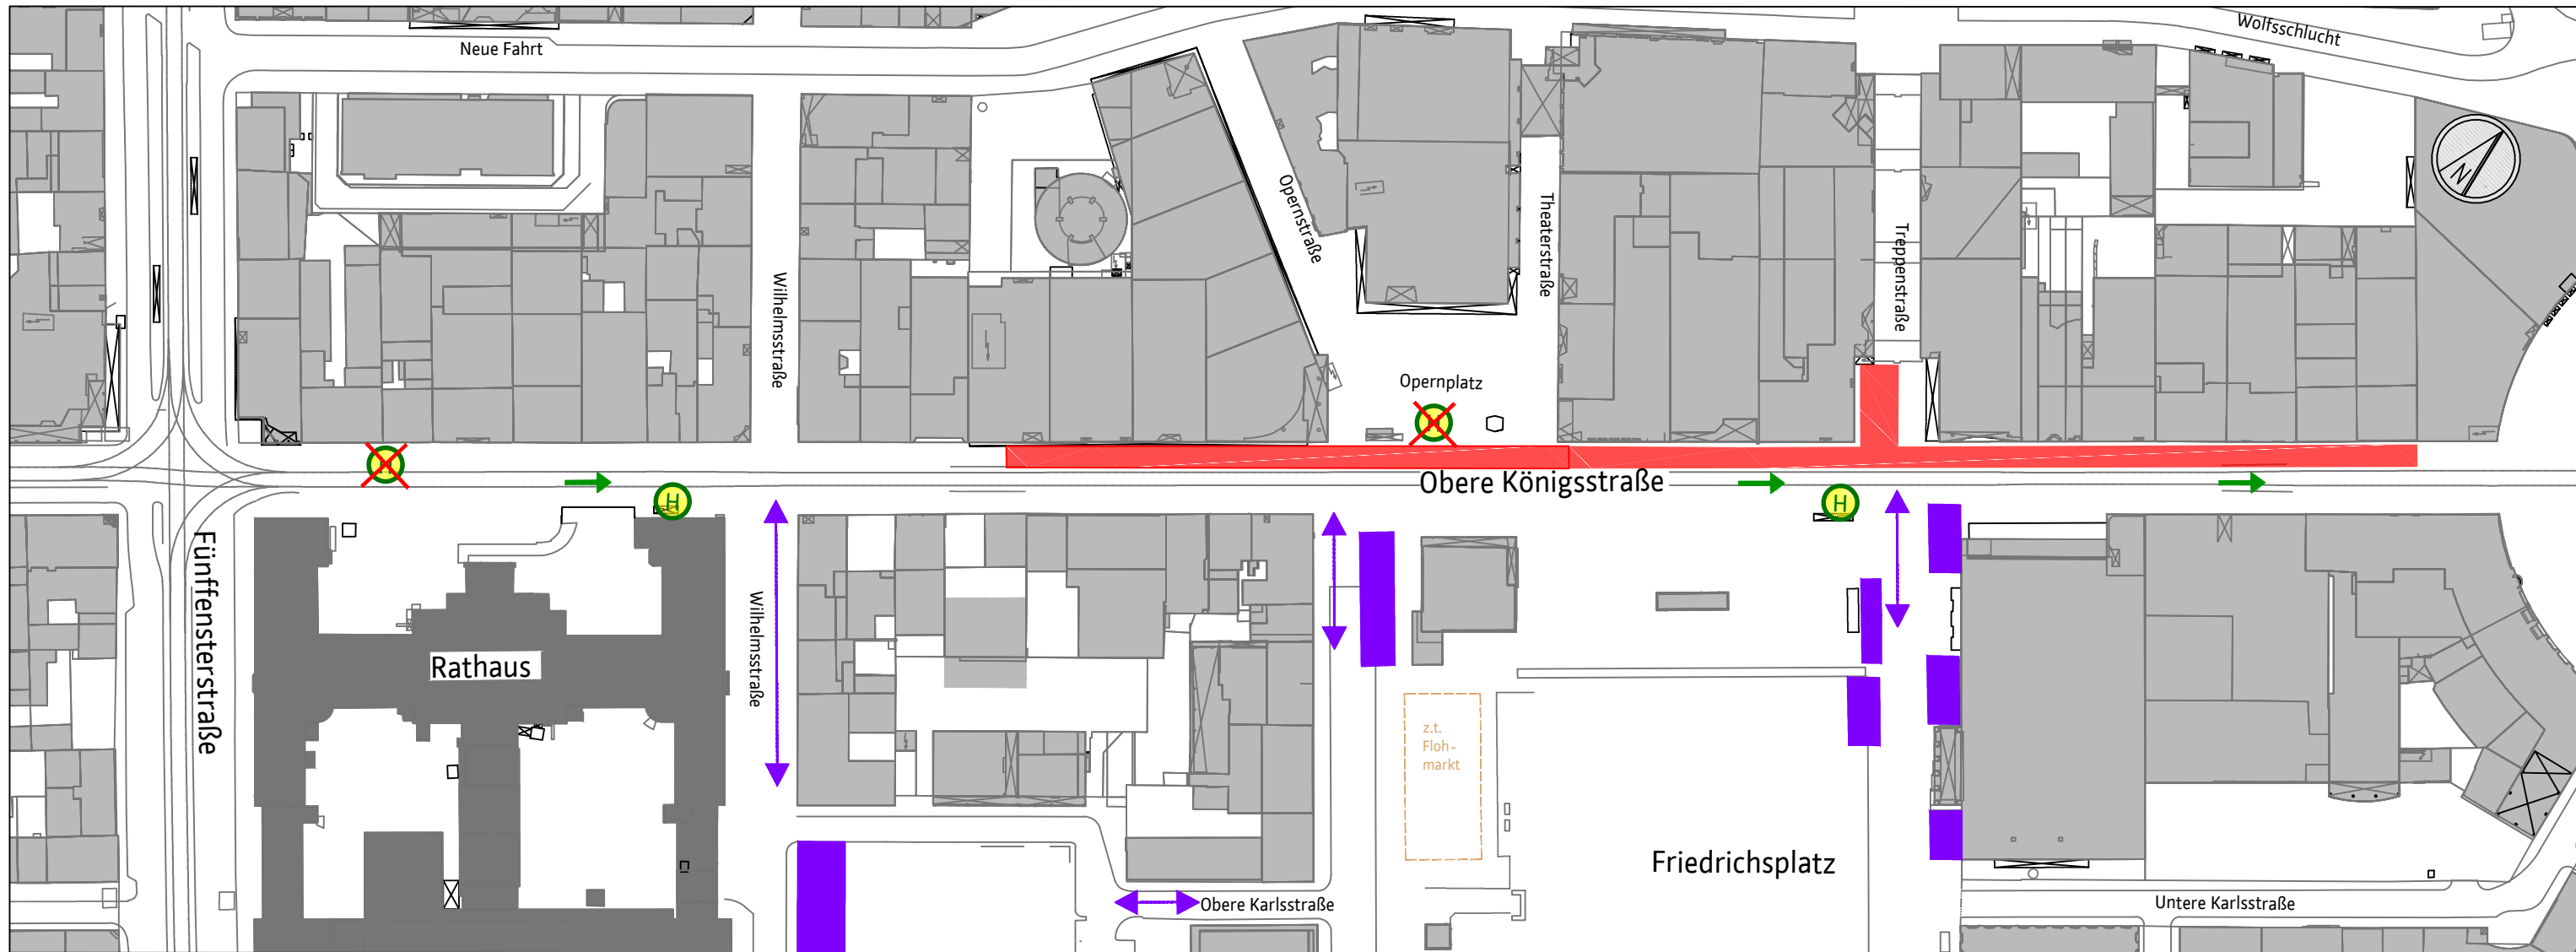 Wolfsschlucht
Neue Fahrt
N
Opernstraße
Theaterstraße
Treppenstraße
Wilhelmsstraße
Opernplatz
Obere Königsstraße
H
H
Fünffensterstraße
Wilhelmsstraße
Rathaus
z.t.
Floh-
markt
Friedrichsplatz
Obere Karlsstraße
Untere Karlsstraße